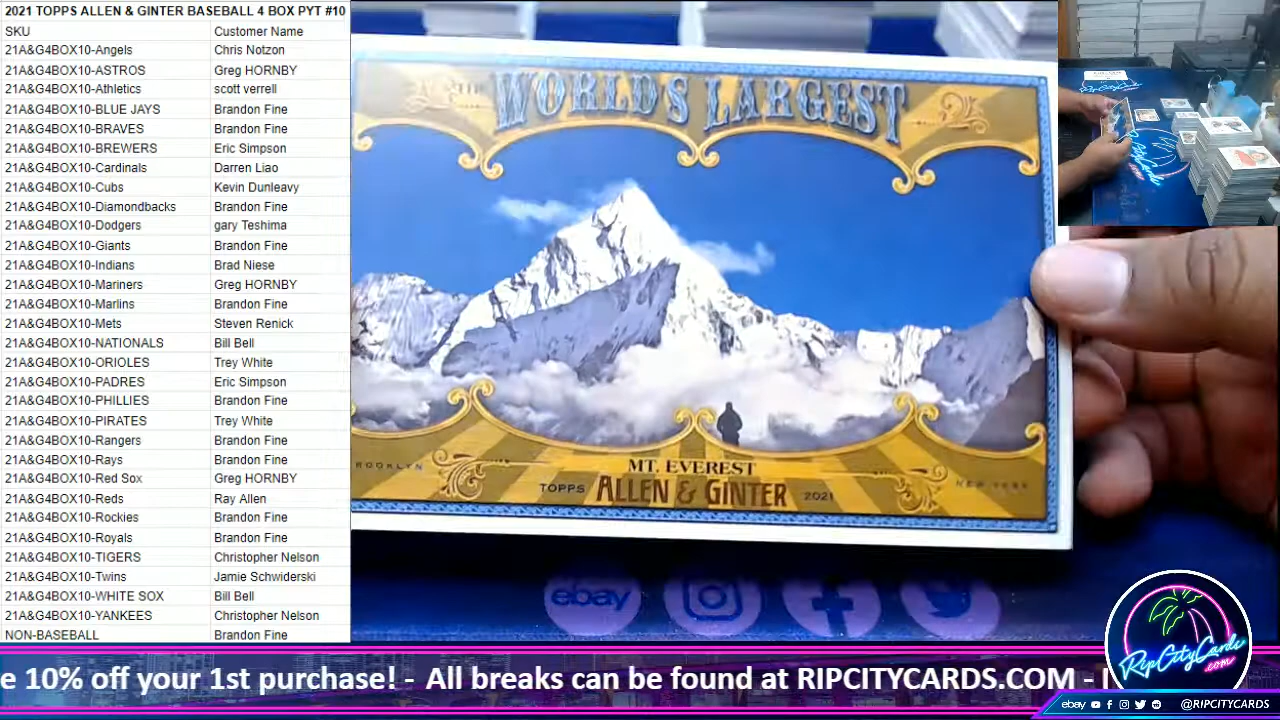 2021 TOPPS ALLEN & GINTER BASEBALL 4 BOX PYT #10
SKU Customer Name
21A&G4BOX10-Angels Chris Notzon
21A&G4BOX10-ASTROS Greg HORNBY
21A&G4BOX10-Athletics scott verrell
21A&G4BOX10-BLUE JAYS Brandon Fine
21A&G4BOX10-BRAVES Brandon Fine
21A&G4BOX10-BREWERS Eric Simpson
21A&G4BOX10-Cardinals Darren Liao
21A&G4BOX10-Cubs Kevin Dunleavy
21A&G4BOX10-Diamondbacks Brandon Fine
21A&G4BOX10-Dodgers gary Teshima
21A&G4BOX10-Giants Brandon Fine
21A&G4BOX10-Indians Brad Niese
21A&G4BOX10-Mariners Greg HORNBY
21A&G4BOX10-Marlins Brandon Fine
21A&G4BOX10-Mets Steven Renick
21A&G4BOX10-NATIONALS Bill Bell
21A&G4BOX10-ORIOLES Trey White
21A&G4BOX10-PADRES Eric Simpson
21A&G4BOX10-PHILLIES Brandon Fine
21A&G4BOX10-PIRATES Trey White
21A&G4BOX10-Rangers Brandon Fine
21A&G4BOX10-Rays Brandon Fine
21A&G4BOX10-Red Sox Greg HORNBY
21A&G4BOX10-Reds Ray Allen
21A&G4BOX10-Rockies Brandon Fine
21A&G4BOX10-Royals Brandon Fine
21A&G4BOX10-TIGERS Christopher Nelson
21A&G4BOX10-Twins Jamie Schwiderski
21A&G4BOX10-WHITE SOX Bill Bell
21A&G4BOX10-YANKEES Christopher Nelson
NON-BASEBALL Brandon Fine
WORLD'S LARGEST
MT. EVEREST
ROOKLYN TOPPS ALLEN & GINTER 2021 NEW YORK
ebay
RipCityCards
.com
e 10% off your 1st purchase! - All breaks can be found at RIPCITYCARDS.COM -
ebay @RIPCITYCARDS